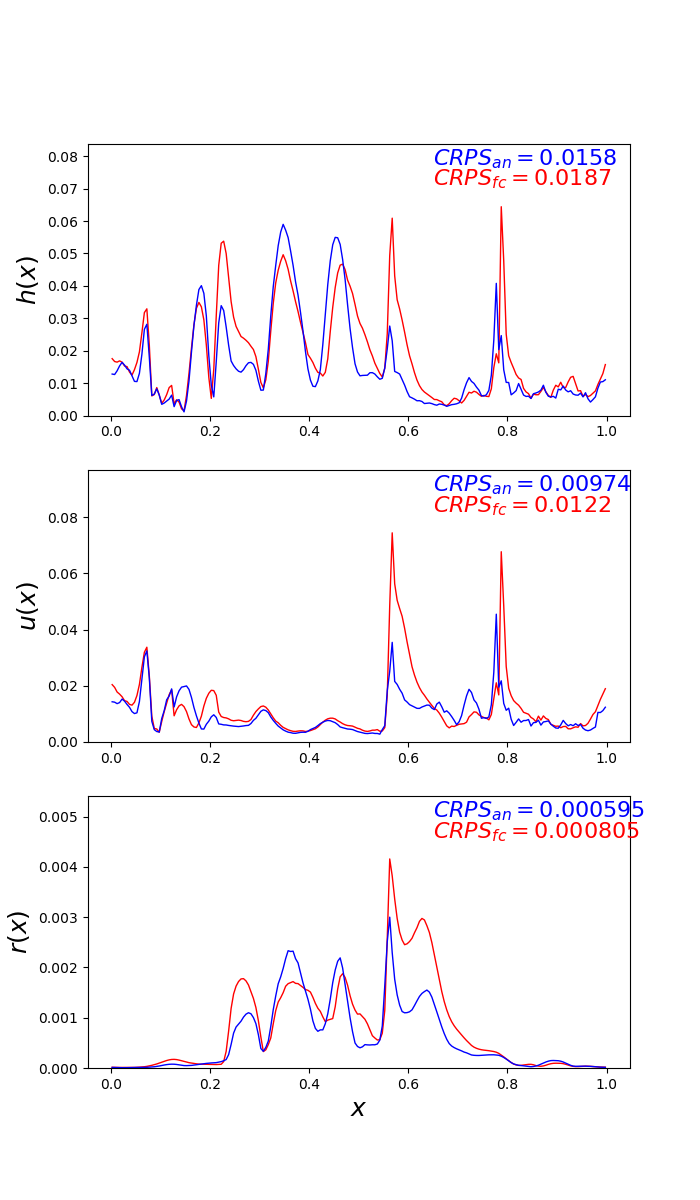 CRPS_an = 0.0158
CRPS_fc = 0.0187
0.08
0.07
0.06
0.05
0.04
0.03
0.02
0.01
0.00
h(x)
0.0 0.2 0.4 0.6 0.8 1.0
CRPS_an = 0.00974
CRPS_fc = 0.0122
0.08
0.06
0.04
0.02
0.00
u(x)
0.0 0.2 0.4 0.6 0.8 1.0
CRPS_an = 0.000595
CRPS_fc = 0.000805
0.005
0.004
0.003
0.002
0.001
0.000
r(x)
0.0 0.2 0.4 0.6 0.8 1.0
x